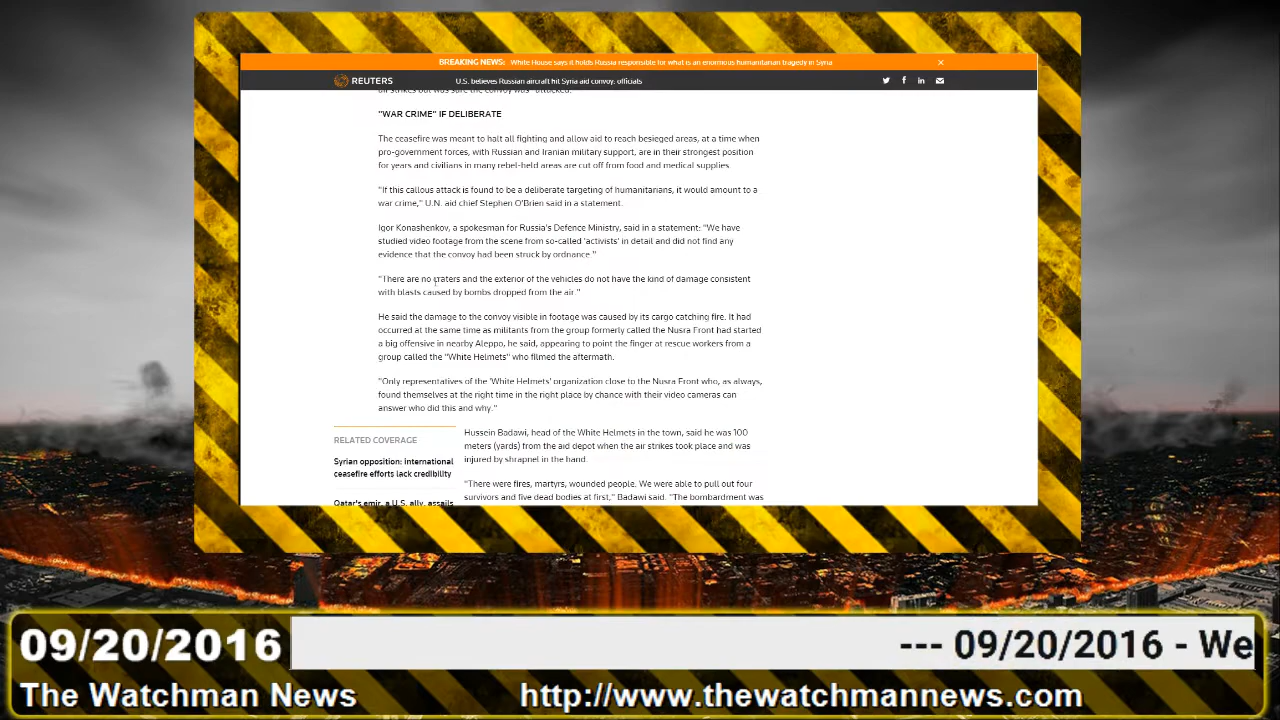 BREAKING NEWS: White House says it holds Russia responsible for what is an enormous humanitarian tragedy in Syria
REUTERS U.S. believes Russian aircraft hit Syria aid convoy: officials
air strikes but was sure the convoy was "attacked."
"WAR CRIME" IF DELIBERATE
The ceasefire was meant to halt all fighting and allow aid to reach besieged areas, at a time when
pro-government forces, with Russian and Iranian military support, are in their strongest position
for years and civilians in many rebel-held areas are cut off from food and medical supplies.
"If this callous attack is found to be a deliberate targeting of humanitarians, it would amount to a
war crime," U.N. aid chief Stephen O'Brien said in a statement.
Igor Konashenkov, a spokesman for Russia's Defence Ministry, said in a statement: "We have
studied video footage from the scene from so-called 'activists' in detail and did not find any
evidence that the convoy had been struck by ordnance."
"There are no craters and the exterior of the vehicles do not have the kind of damage consistent
with blasts caused by bombs dropped from the air."
He said the damage to the convoy visible in footage was caused by its cargo catching fire. It had
occurred at the same time as militants from the group formerly called the Nusra Front had started
a big offensive in nearby Aleppo, he said, appearing to point the finger at rescue workers from a
group called the "White Helmets" who filmed the aftermath.
"Only representatives of the 'White Helmets' organization close to the Nusra Front who, as always,
found themselves at the right time in the right place by chance with their video cameras can
answer who did this and why."
RELATED COVERAGE
Syrian opposition: international
ceasefire efforts lack credibility
Qatar's emir, a U.S. ally, assails
Hussein Badawi, head of the White Helmets in the town, said he was 100
meters (yards) from the aid depot when the air strikes took place and was
injured by shrapnel in the hand.
"There were fires, martyrs, wounded people. We were able to pull out four
survivors and five dead bodies at first," Badawi said. "The bombardment was
09/20/2016 --- 09/20/2016 - We
The Watchman News http://www.thewatchmannews.com